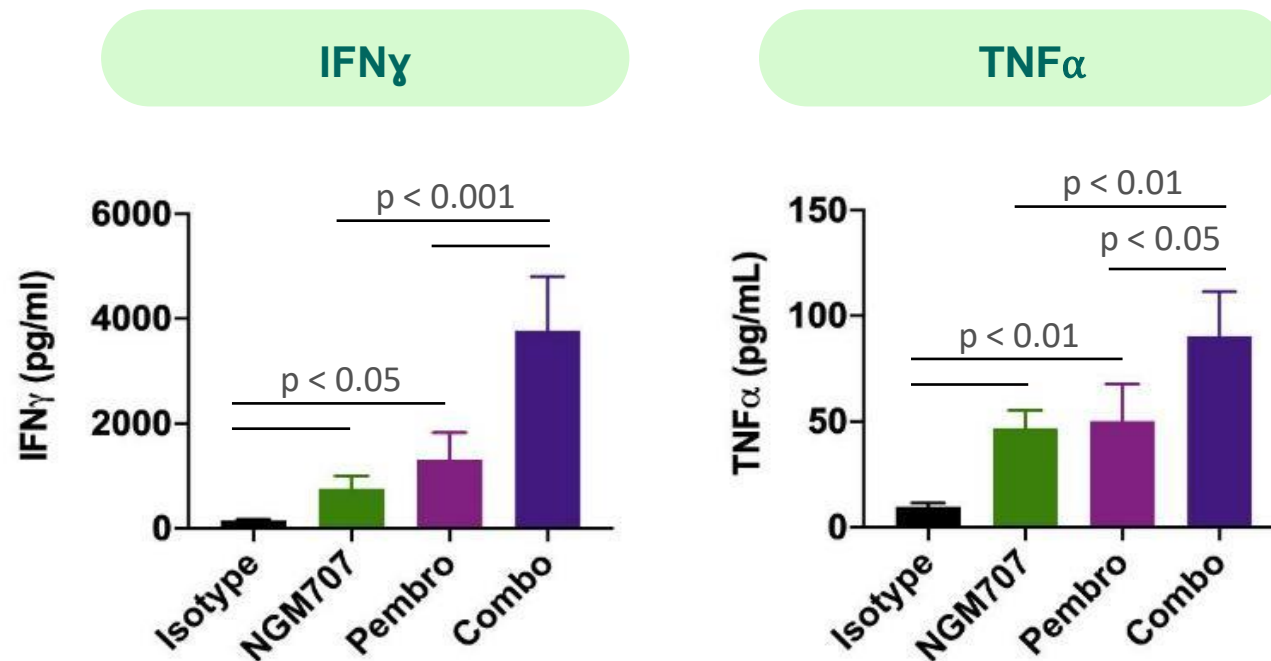 IFNɣ
IFNγ (pg/ml)
6000
4000
2000
0
p < 0.001
p < 0.05
Isotype
NGM707
Pembro
Combo
TNFα
TNFα (pg/mL)
150
100
50
0
p < 0.01
p < 0.05
p < 0.01
Isotype
NGM707
Pembro
Combo